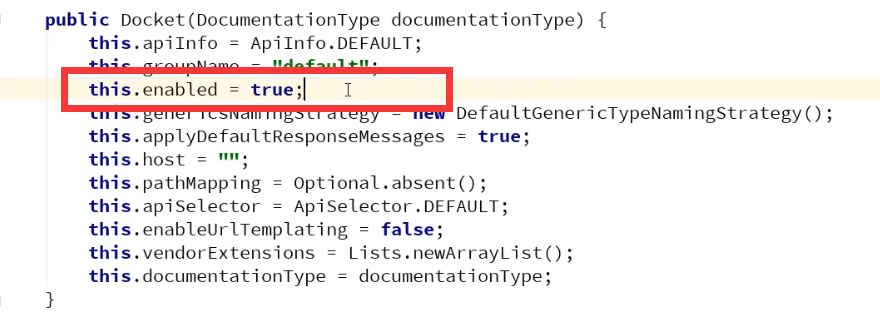 public Docket(DocumentationType documentationType) {
this.apiInfo = ApiInfo.DEFAULT;
this.groupName = "default";
this.enabled = true;
this.genericsNamingStrategy = new DefaultGenericTypeNamingStrategy();
this.applyDefaultResponseMessages = true;
this.host = "";
this.pathMapping = Optional.absent();
this.apiSelector = ApiSelector.DEFAULT;
this.enableUrlTemplating = false;
this.vendorExtensions = Lists.newArrayList();
this.documentationType = documentationType;
}